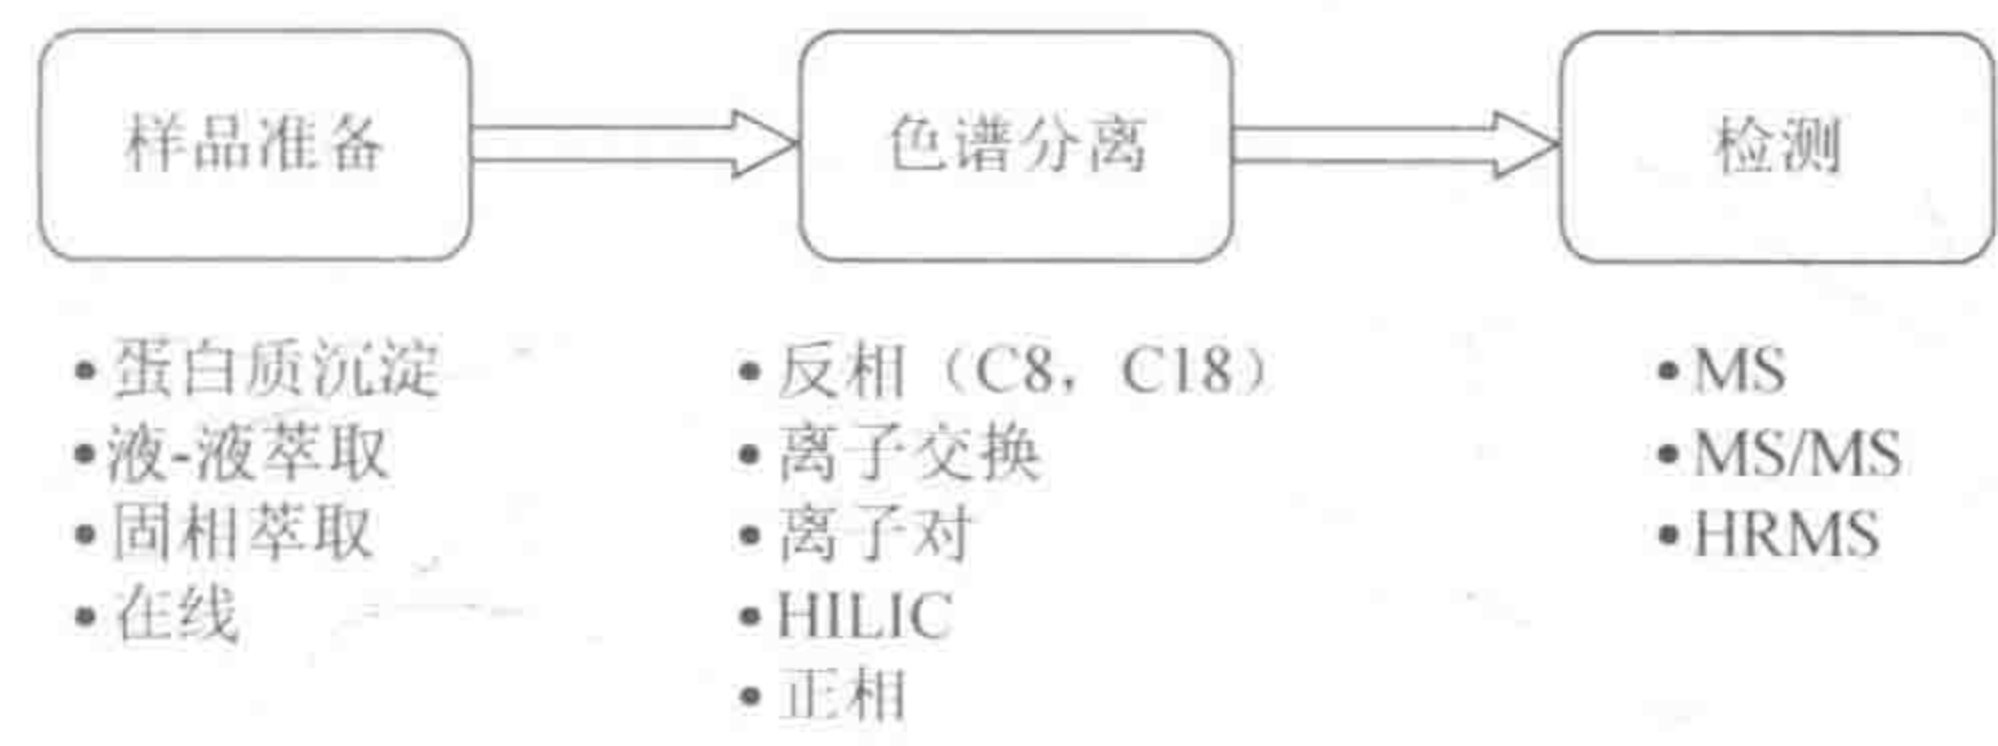 样品准备
色谱分离
检测
•蛋白质沉淀
•液-液萃取
•固相萃取
•在线
•反相（C8，C18）
•离子交换
•离子对
•HILIC
•正相
•MS
•MS/MS
•HRMS